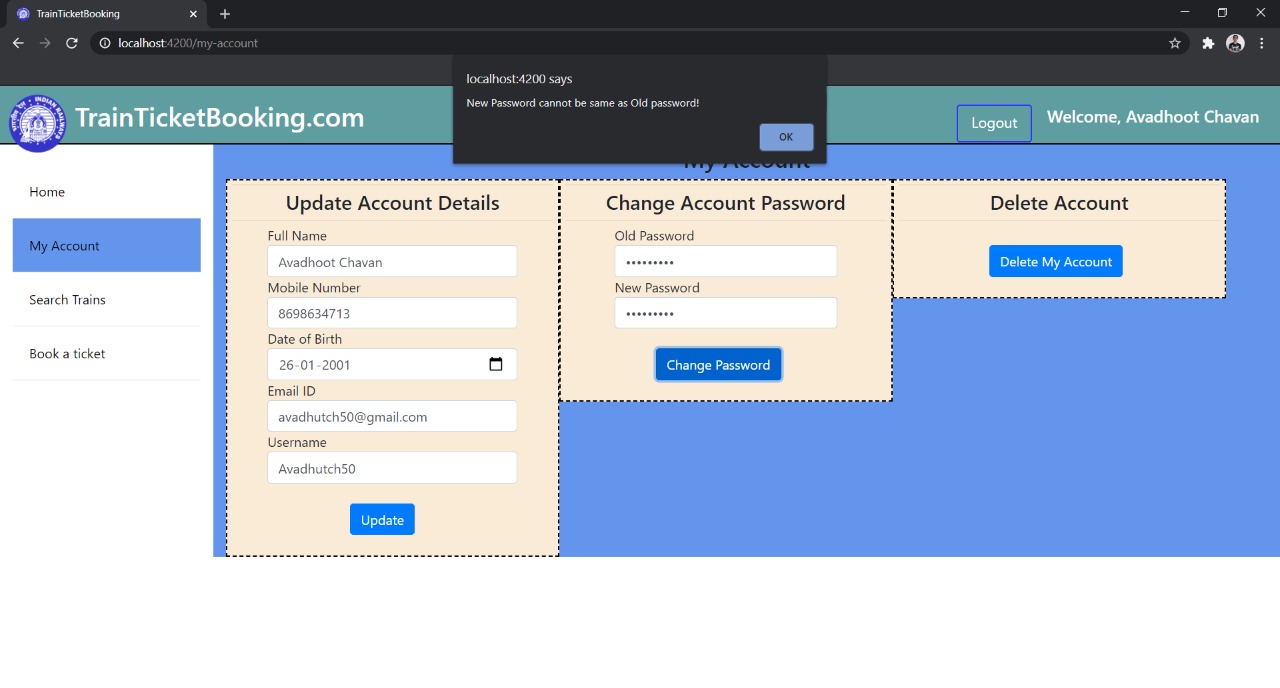 TrainTicketBooking
localhost:4200/my-account
localhost:4200 says
New Password cannot be same as Old password!
OK
TrainTicketBooking.com
Logout
Welcome, Avadhoot Chavan
My Account
Home
My Account
Search Trains
Book a ticket
Update Account Details
Full Name
Avadhoot Chavan
Mobile Number
8698634713
Date of Birth
26-01-2001
Email ID
avadhutch50@gmail.com
Username
Avadhutch50
Update
Change Account Password
Old Password
•••••••••
New Password
•••••••••
Change Password
Delete Account
Delete My Account